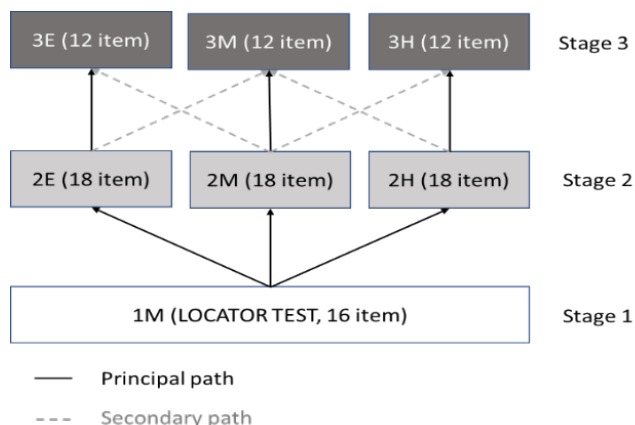 3E (12 item) 3M (12 item) 3H (12 item) Stage 3
2E (18 item) 2M (18 item) 2H (18 item) Stage 2
1M (LOCATOR TEST, 16 item) Stage 1
Principal path
Secondary path